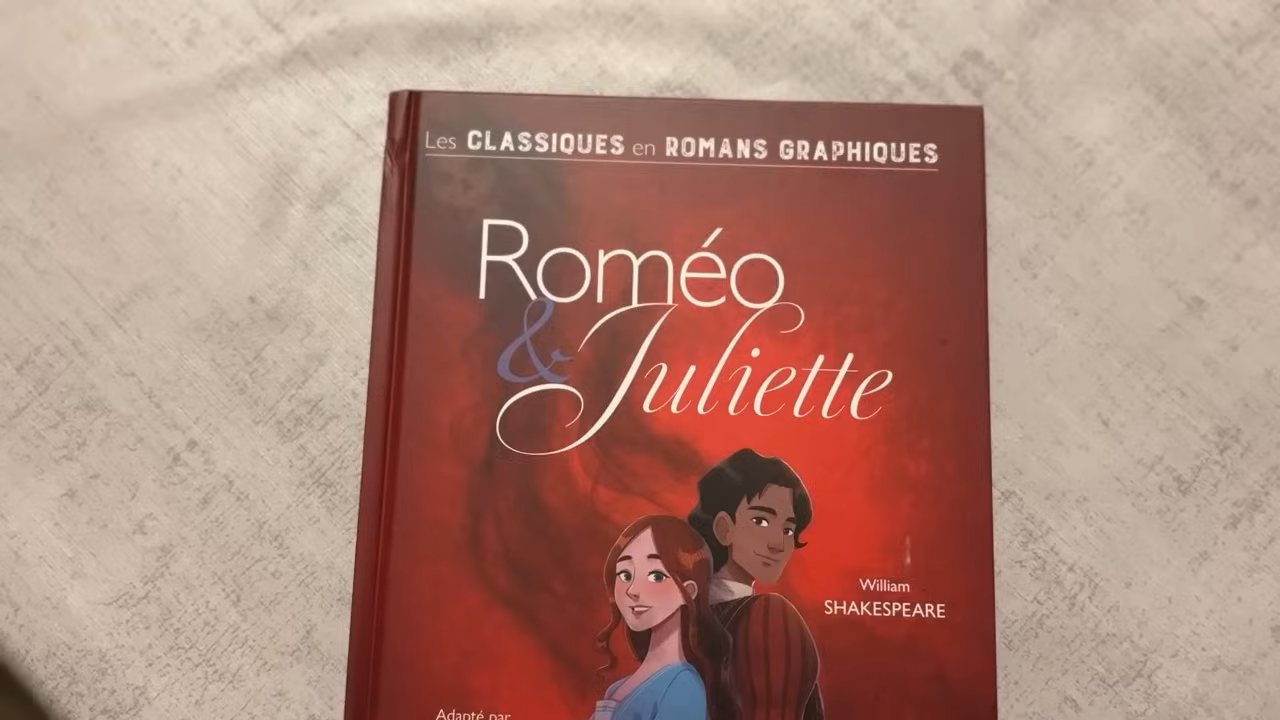 Les CLASSIQUES en ROMANS GRAPHIQUES
Roméo
& Juliette
William
SHAKESPEARE
Adapté par